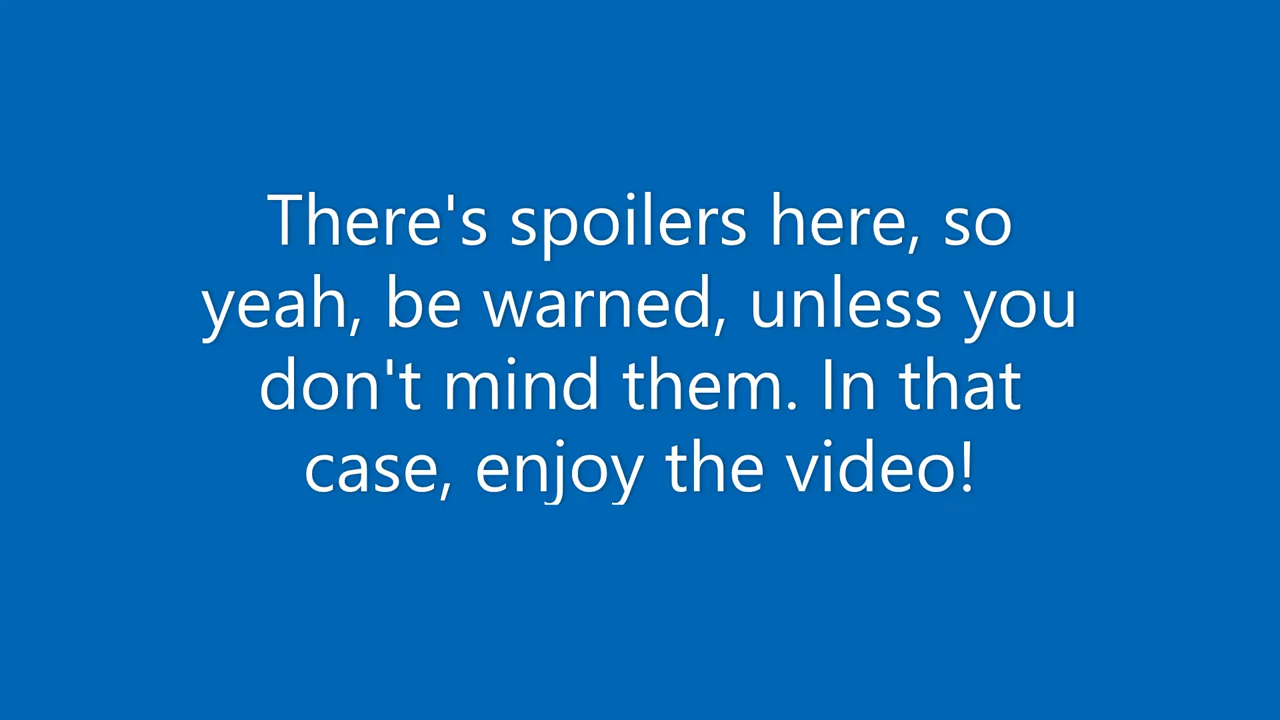 There's spoilers here, so
yeah, be warned, unless you
don't mind them. In that
case, enjoy the video!